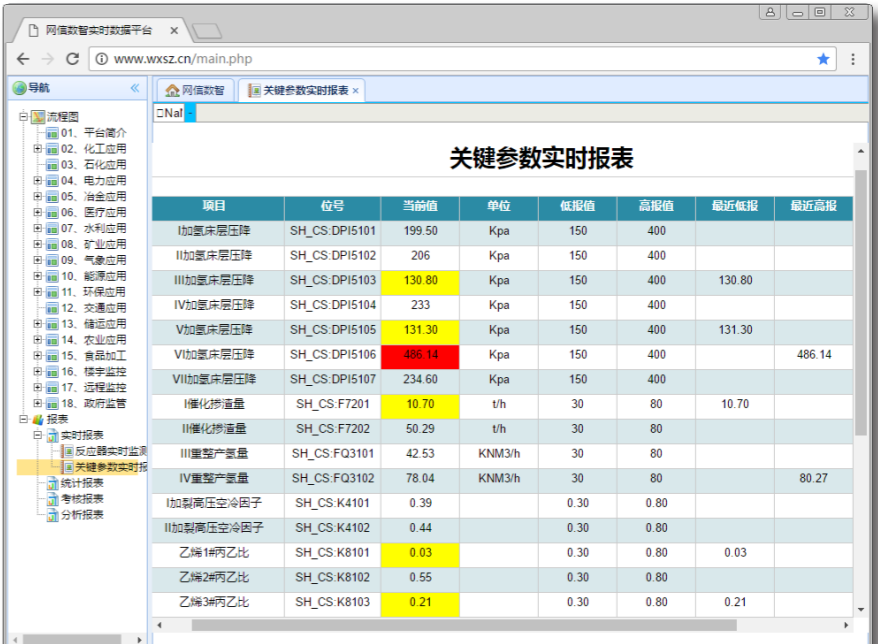 网信数智实时数据平台
www.wxsz.cn/main.php
导航
网信数智 关键参数实时报表
流程图
01、平台简介
02、化工应用
03、石化应用
04、电力应用
05、冶金应用
06、医疗应用
07、水利应用
08、矿业应用
09、气象应用
10、能源应用
11、环保应用
12、交通应用
13、储运应用
14、农业应用
15、食品加工
16、楼宇监控
17、远程监控
18、政府监管
报表
实时报表
反应器实时监测
关键参数实时报
统计报表
考核报表
分析报表
关键参数实时报表
项目 位号 当前值 单位 低报值 高报值 最近低报 最近高报
I加氢床层压降 SH_CS:DPI5101 199.50 Kpa 150 400
II加氢床层压降 SH_CS:DPI5102 206 Kpa 150 400
III加氢床层压降 SH_CS:DPI5103 130.80 Kpa 150 400 130.80
IV加氢床层压降 SH_CS:DPI5104 233 Kpa 150 400
V加氢床层压降 SH_CS:DPI5105 131.30 Kpa 150 400 131.30
VI加氢床层压降 SH_CS:DPI5106 486.14 Kpa 150 400 486.14
VII加氢床层压降 SH_CS:DPI5107 234.60 Kpa 150 400
I催化掺渣量 SH_CS:F7201 10.70 t/h 30 80 10.70
II催化掺渣量 SH_CS:F7202 50.29 t/h 30 80
III重整产氢量 SH_CS:FQ3101 42.53 KNM3/h 30 80
IV重整产氢量 SH_CS:FQ3102 78.04 KNM3/h 30 80 80.27
I加裂高压空冷因子 SH_CS:K4101 0.39 0.30 0.80
II加裂高压空冷因子 SH_CS:K4102 0.44 0.30 0.80
乙烯1#丙乙比 SH_CS:K8101 0.03 0.30 0.80 0.03
乙烯2#丙乙比 SH_CS:K8102 0.55 0.30 0.80
乙烯3#丙乙比 SH_CS:K8103 0.21 0.30 0.80 0.21